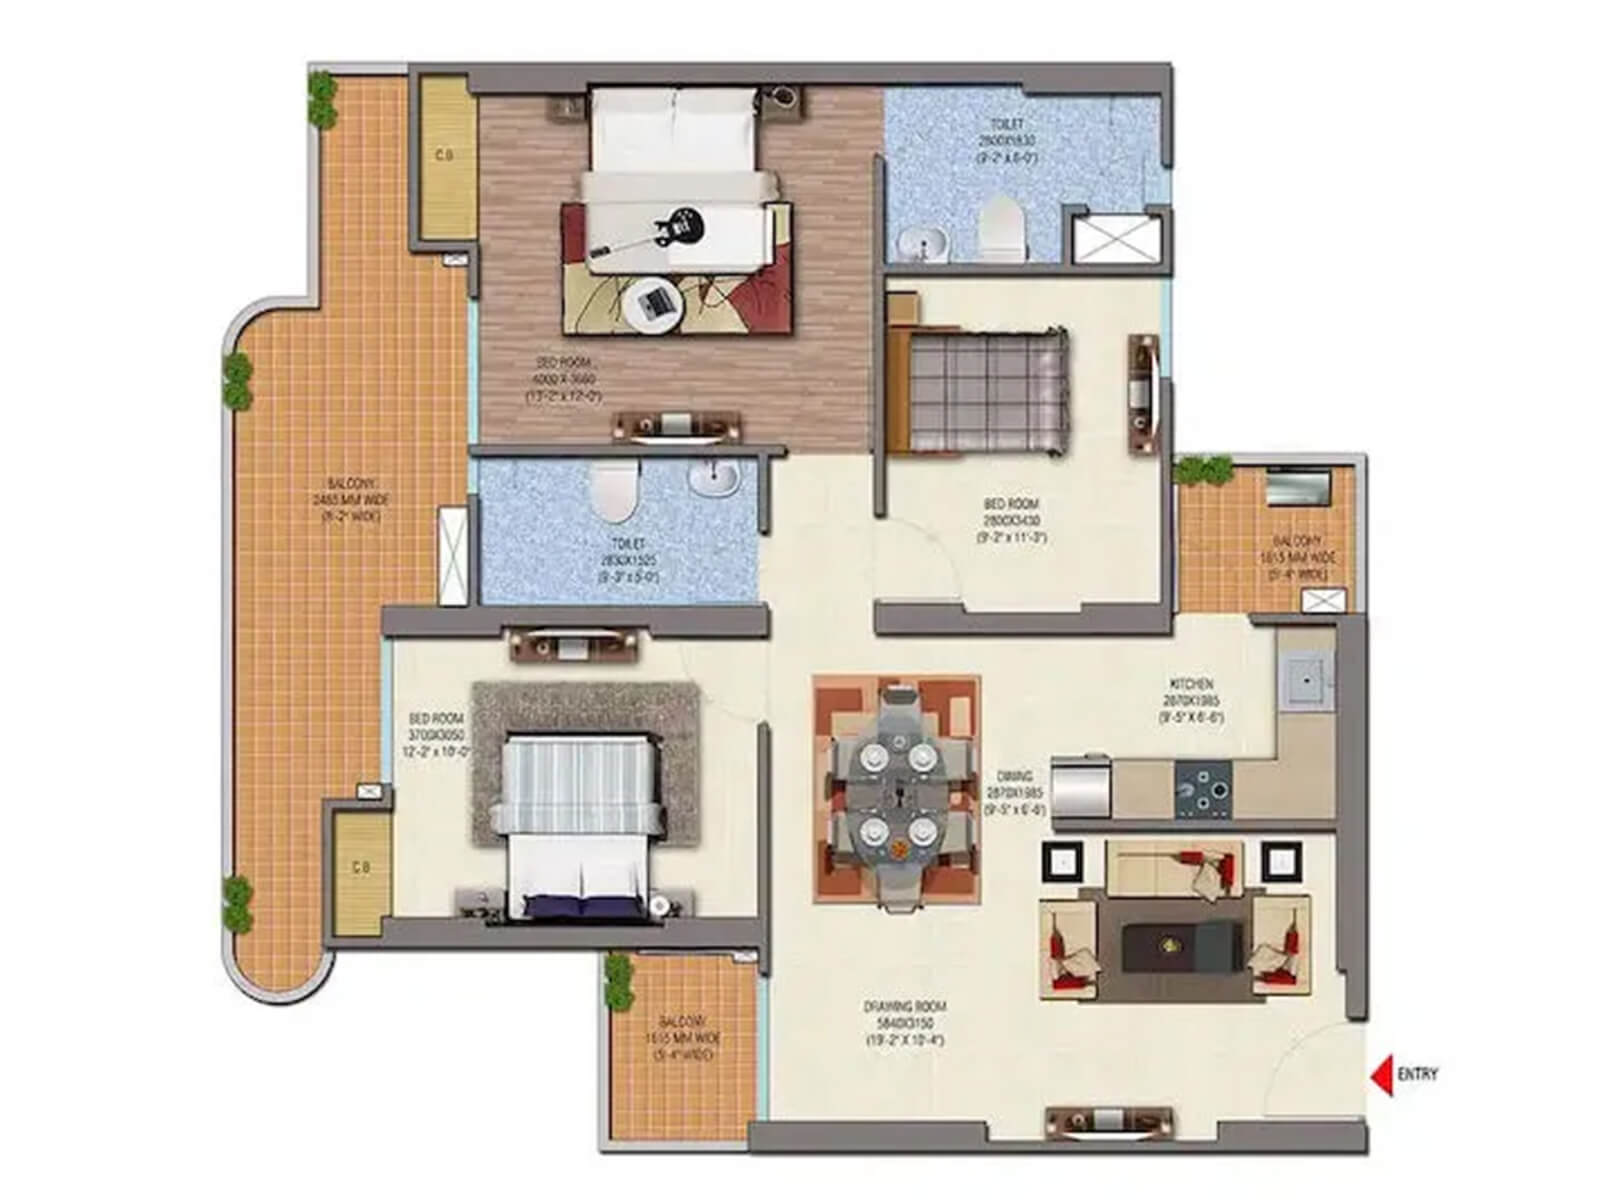 C.B
TOILET
2800X1830
(9'-2" x 6'-0")
BED ROOM
4000 X 3660
(13'-2" x 12'-0")
BALCONY
2485 MM WIDE
(8'-2" WIDE)
BED ROOM
2800X3430
(9'-2" x 11'-3")
BALCONY
1615 MM WIDE
(5'-4" WIDE)
TOILET
2830X1525
(9'-3" x 5'-0")
KITCHEN
2870X1985
(9'-5" X 6'-6")
BED ROOM
3700X3050
12'-2" x 10'-0"
DINING
2870X1985
(9'-5" x 6'-6")
C.B
DRAWING ROOM
5840X3150
(19'-2" X 10'-4")
BALCONY
1615 MM WIDE
(5'-4" WIDE)
ENTRY